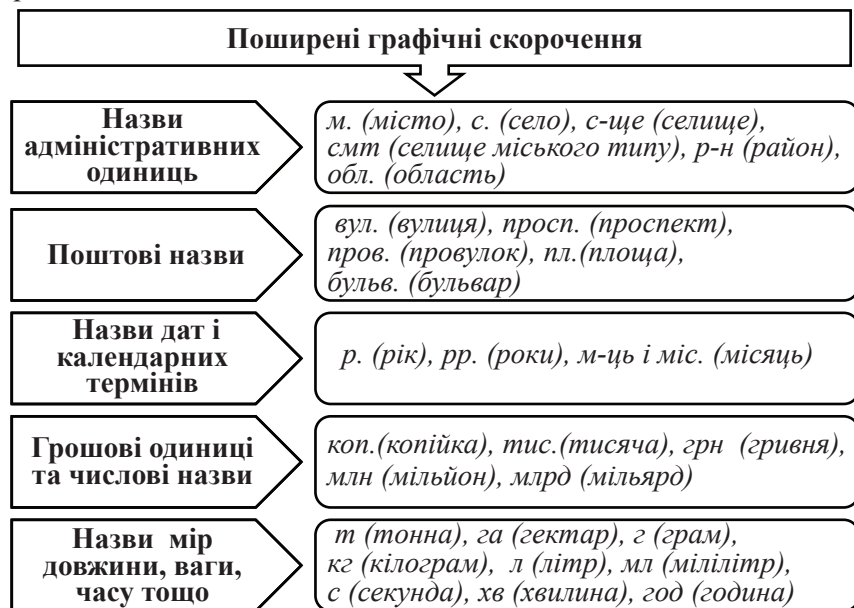 Поширені графічні скорочення
Назви
адміністративних
одиниць
м. (місто), с. (село), с-ще (селище),
смт (селище міського типу), р-н (район),
обл. (область)
Поштові назви
вул. (вулиця), просп. (проспект),
пров. (провулок), пл.(площа),
бульв. (бульвар)
Назви дат і
календарних
термінів
р. (рік), рр. (роки), м-ць і міс. (місяць)
Грошові одиниці
та числові назви
коп.(копійка), тис.(тисяча), грн (гривня),
млн (мільйон), млрд (мільярд)
Назви мір
довжини, ваги,
часу тощо
т (тонна), га (гектар), г (грам),
кг (кілограм), л (літр), мл (мілілітр),
с (секунда), хв (хвилина), год (година)